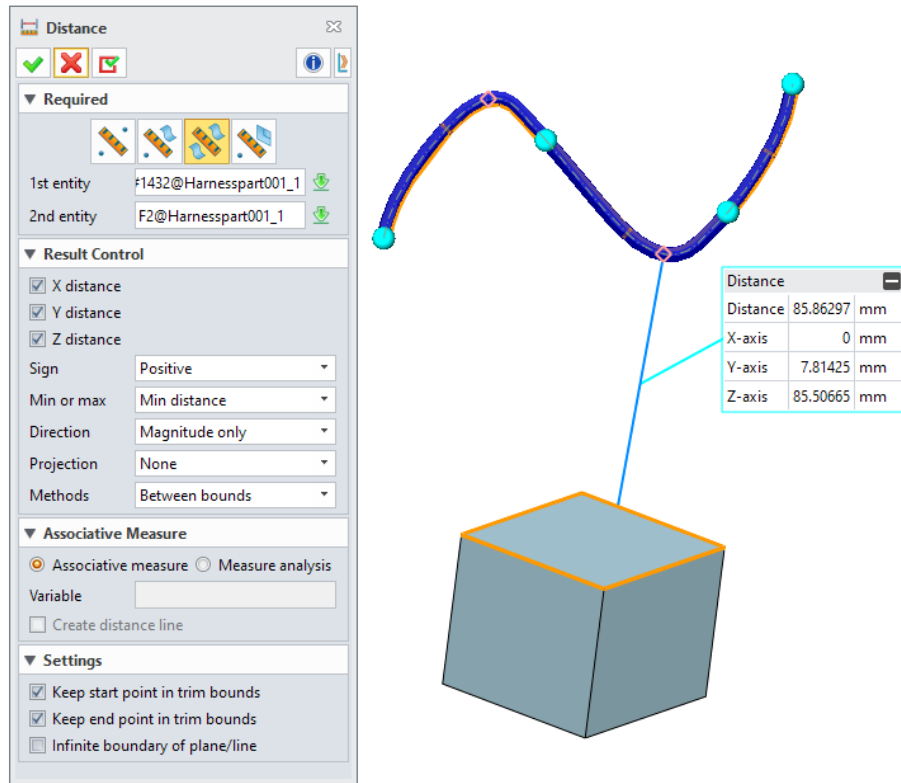 Distance
Required
1st entity F1432@Harnesspart001_1
2nd entity F2@Harnesspart001_1
Result Control
X distance
Y distance
Z distance
Sign Positive
Min or max Min distance
Direction Magnitude only
Projection None
Methods Between bounds
Associative Measure
Associative measure Measure analysis
Variable
Create distance line
Settings
Keep start point in trim bounds
Keep end point in trim bounds
Infinite boundary of plane/line
Distance
Distance 85.86297 mm
X-axis 0 mm
Y-axis 7.81425 mm
Z-axis 85.50665 mm